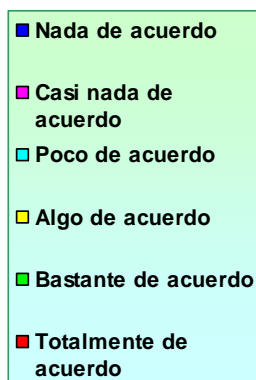 Nada de acuerdo
Casi nada de
acuerdo
Poco de acuerdo
Algo de acuerdo
Bastante de acuerdo
Totalmente de
acuerdo